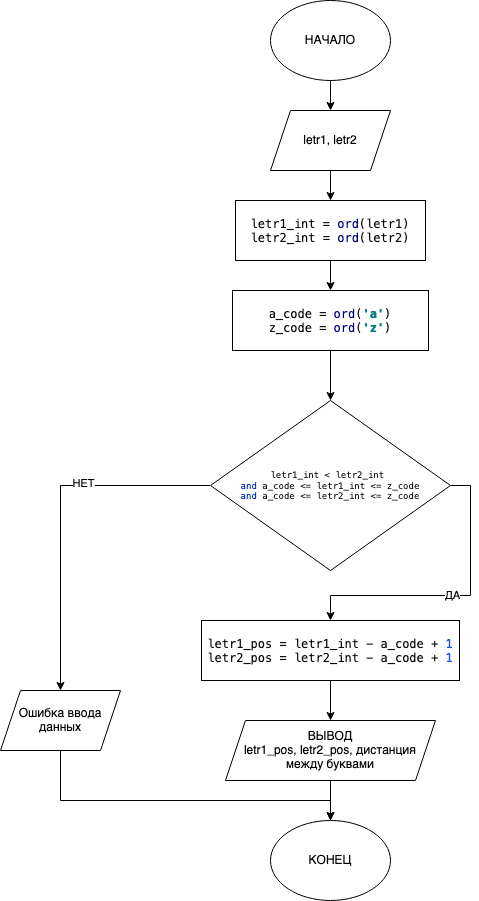 НАЧАЛО
letr1, letr2
letr1_int = ord(letr1)
letr2_int = ord(letr2)
a_code = ord('a')
z_code = ord('z')
letr1_int < letr2_int
and a_code <= letr1_int <= z_code
and a_code <= letr2_int <= z_code
НЕТ
ДА
letr1_pos = letr1_int − a_code + 1
letr2_pos = letr2_int − a_code + 1
Ошибка ввода
данных
ВЫВОД
letr1_pos, letr2_pos, дистанция
между буквами
КОНЕЦ